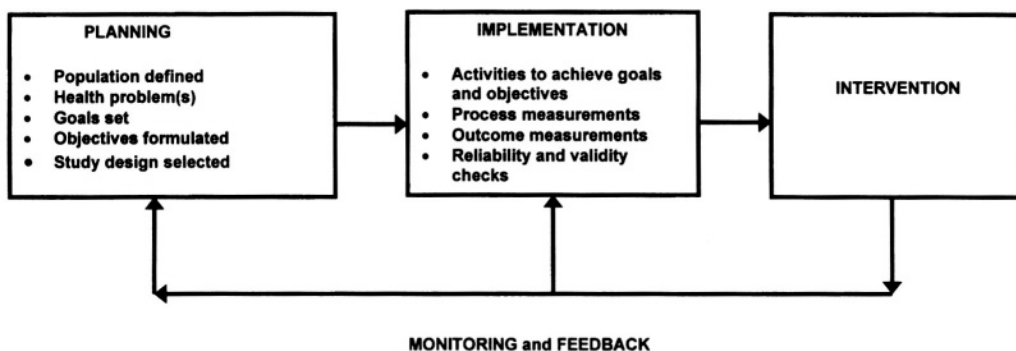 PLANNING
• Population defined
• Health problem(s)
• Goals set
• Objectives formulated
• Study design selected
IMPLEMENTATION
• Activities to achieve goals
and objectives
• Process measurements
• Outcome measurements
• Reliability and validity
checks
INTERVENTION
MONITORING and FEEDBACK